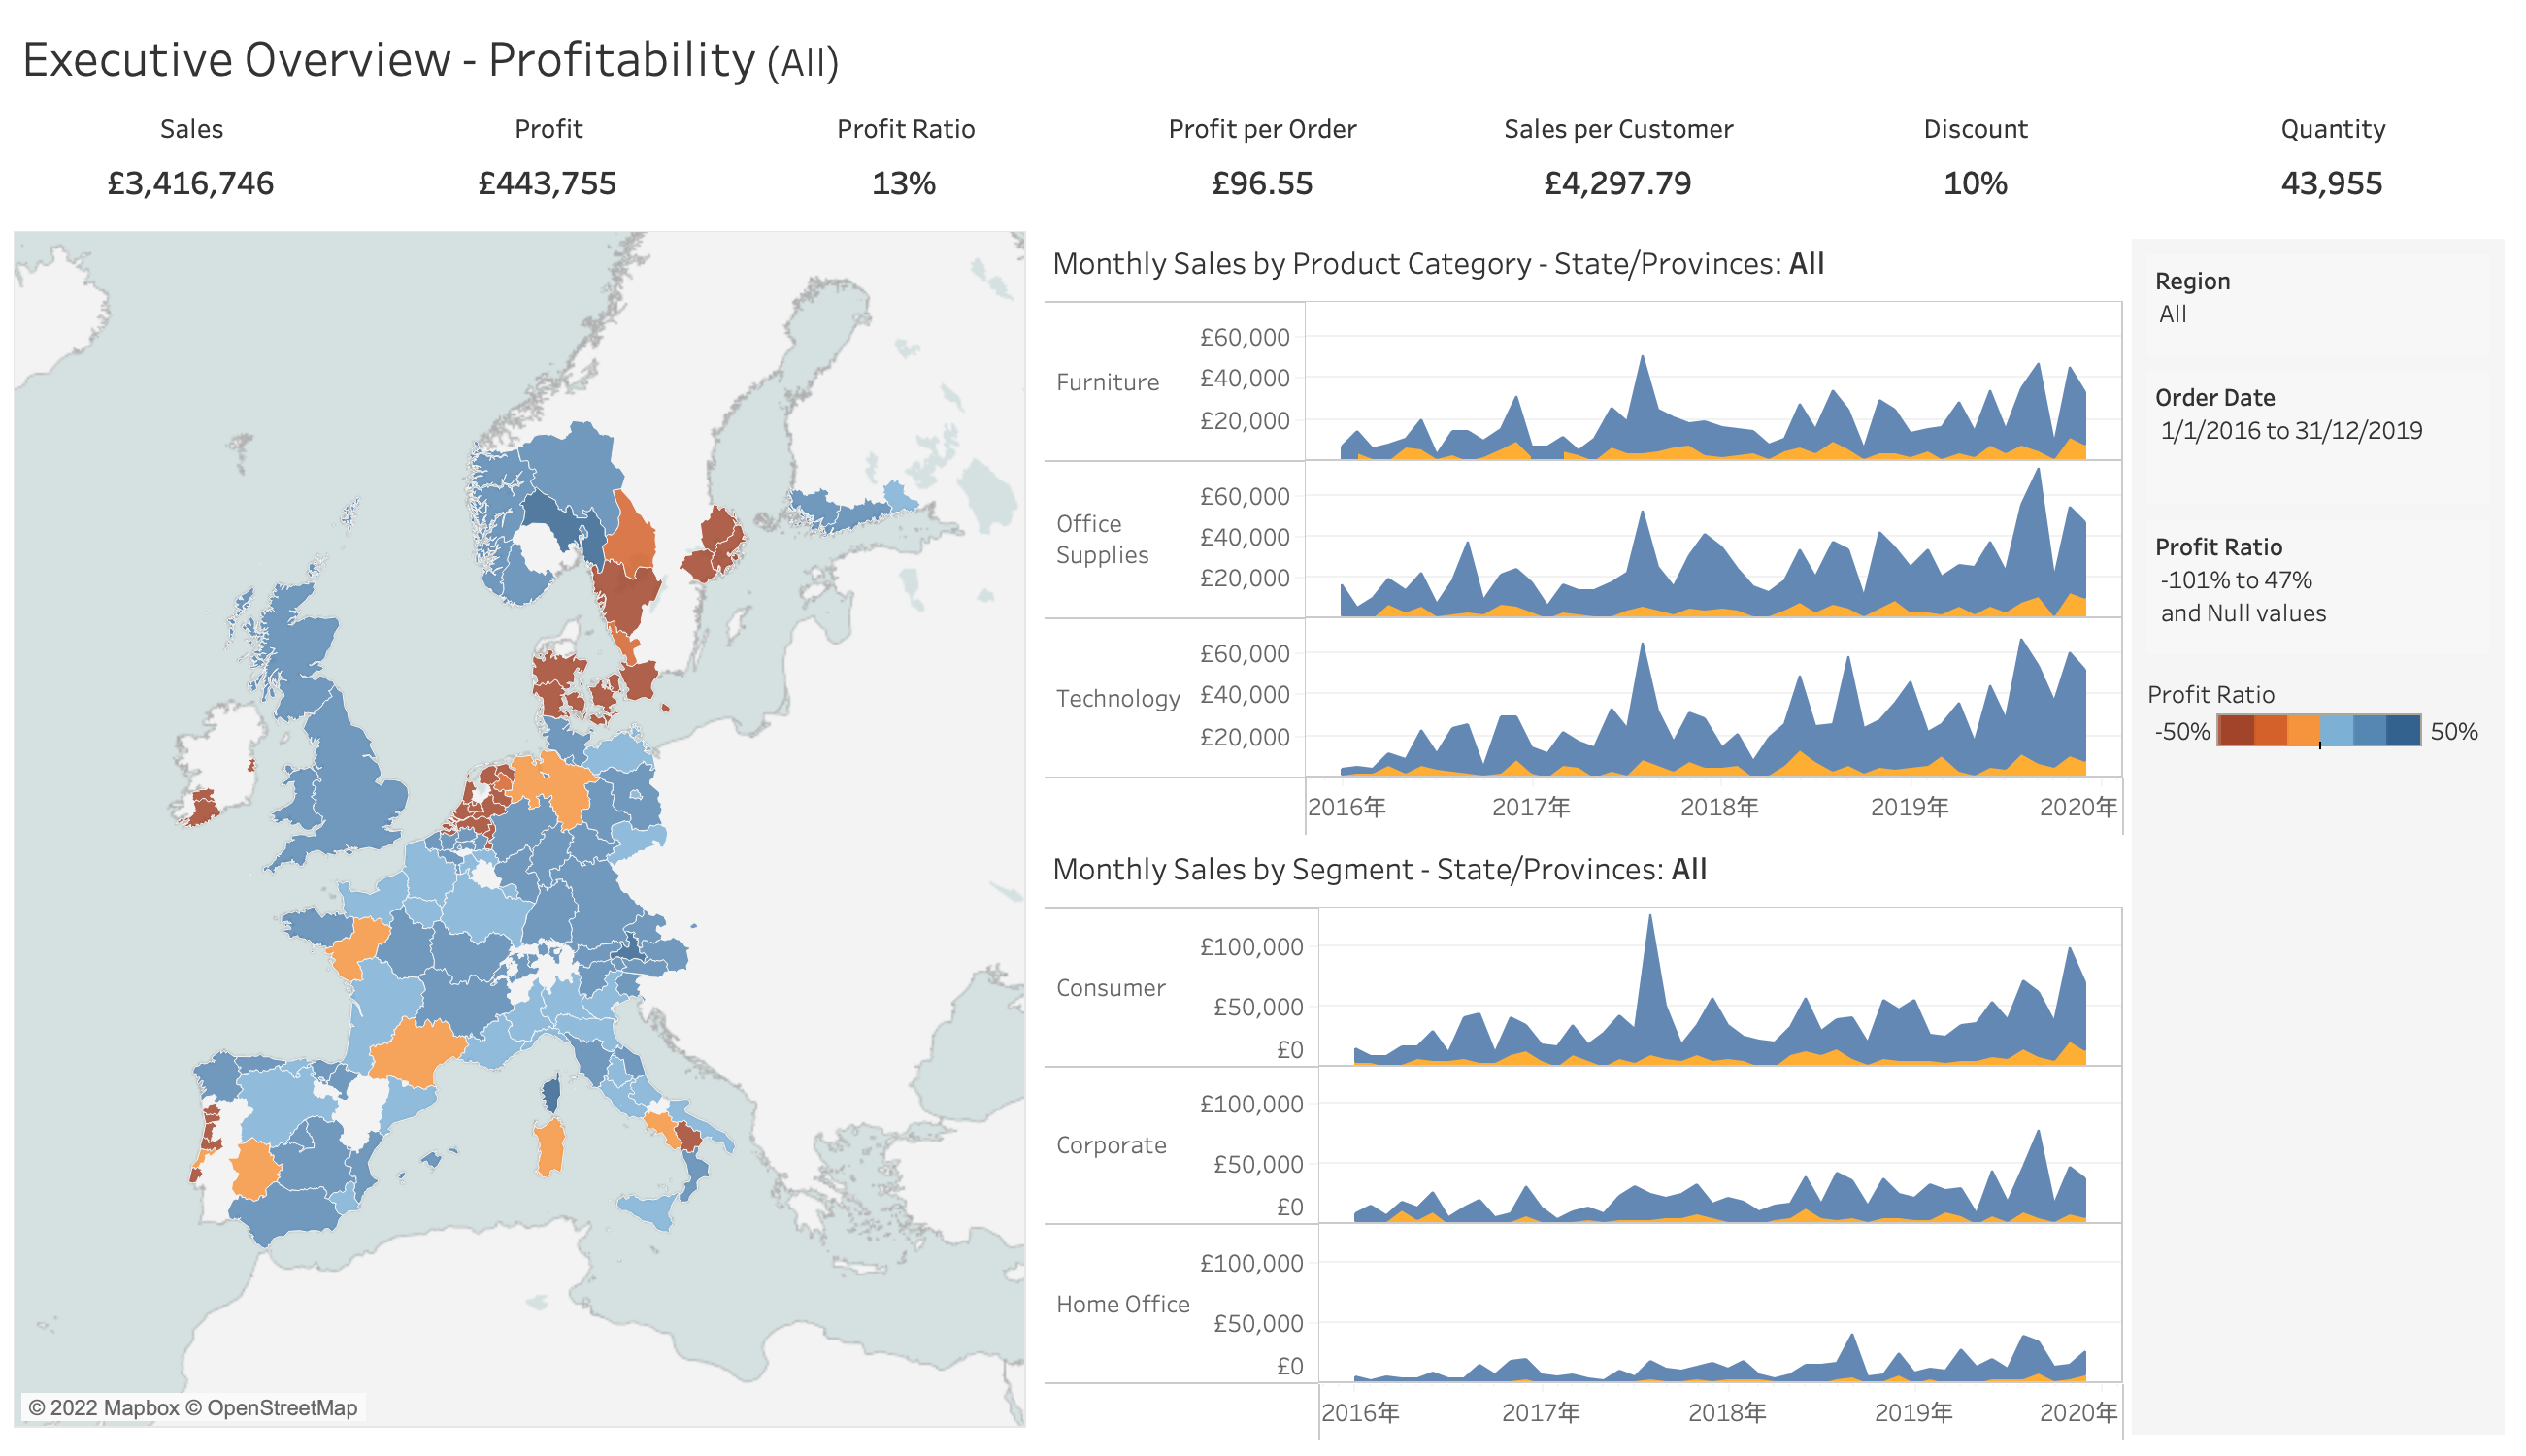 Executive Overview - Profitability (All)
Sales
Profit
Profit Ratio
Profit per Order
Sales per Customer
Discount
Quantity
£3,416,746
£443,755
13%
£96.55
£4,297.79
10%
43,955
© 2022 Mapbox © OpenStreetMap
Monthly Sales by Product Category - State/Provinces: All
Furniture
£60,000
£40,000
£20,000
Office
Supplies
£60,000
£40,000
£20,000
Technology
£60,000
£40,000
£20,000
2016年
2017年
2018年
2019年
2020年
Monthly Sales by Segment - State/Provinces: All
Consumer
£100,000
£50,000
£0
Corporate
£100,000
£50,000
£0
Home Office
£100,000
£50,000
£0
2016年
2017年
2018年
2019年
2020年
Region
All
Order Date
1/1/2016 to 31/12/2019
Profit Ratio
-101% to 47%
and Null values
Profit Ratio
-50%
50%